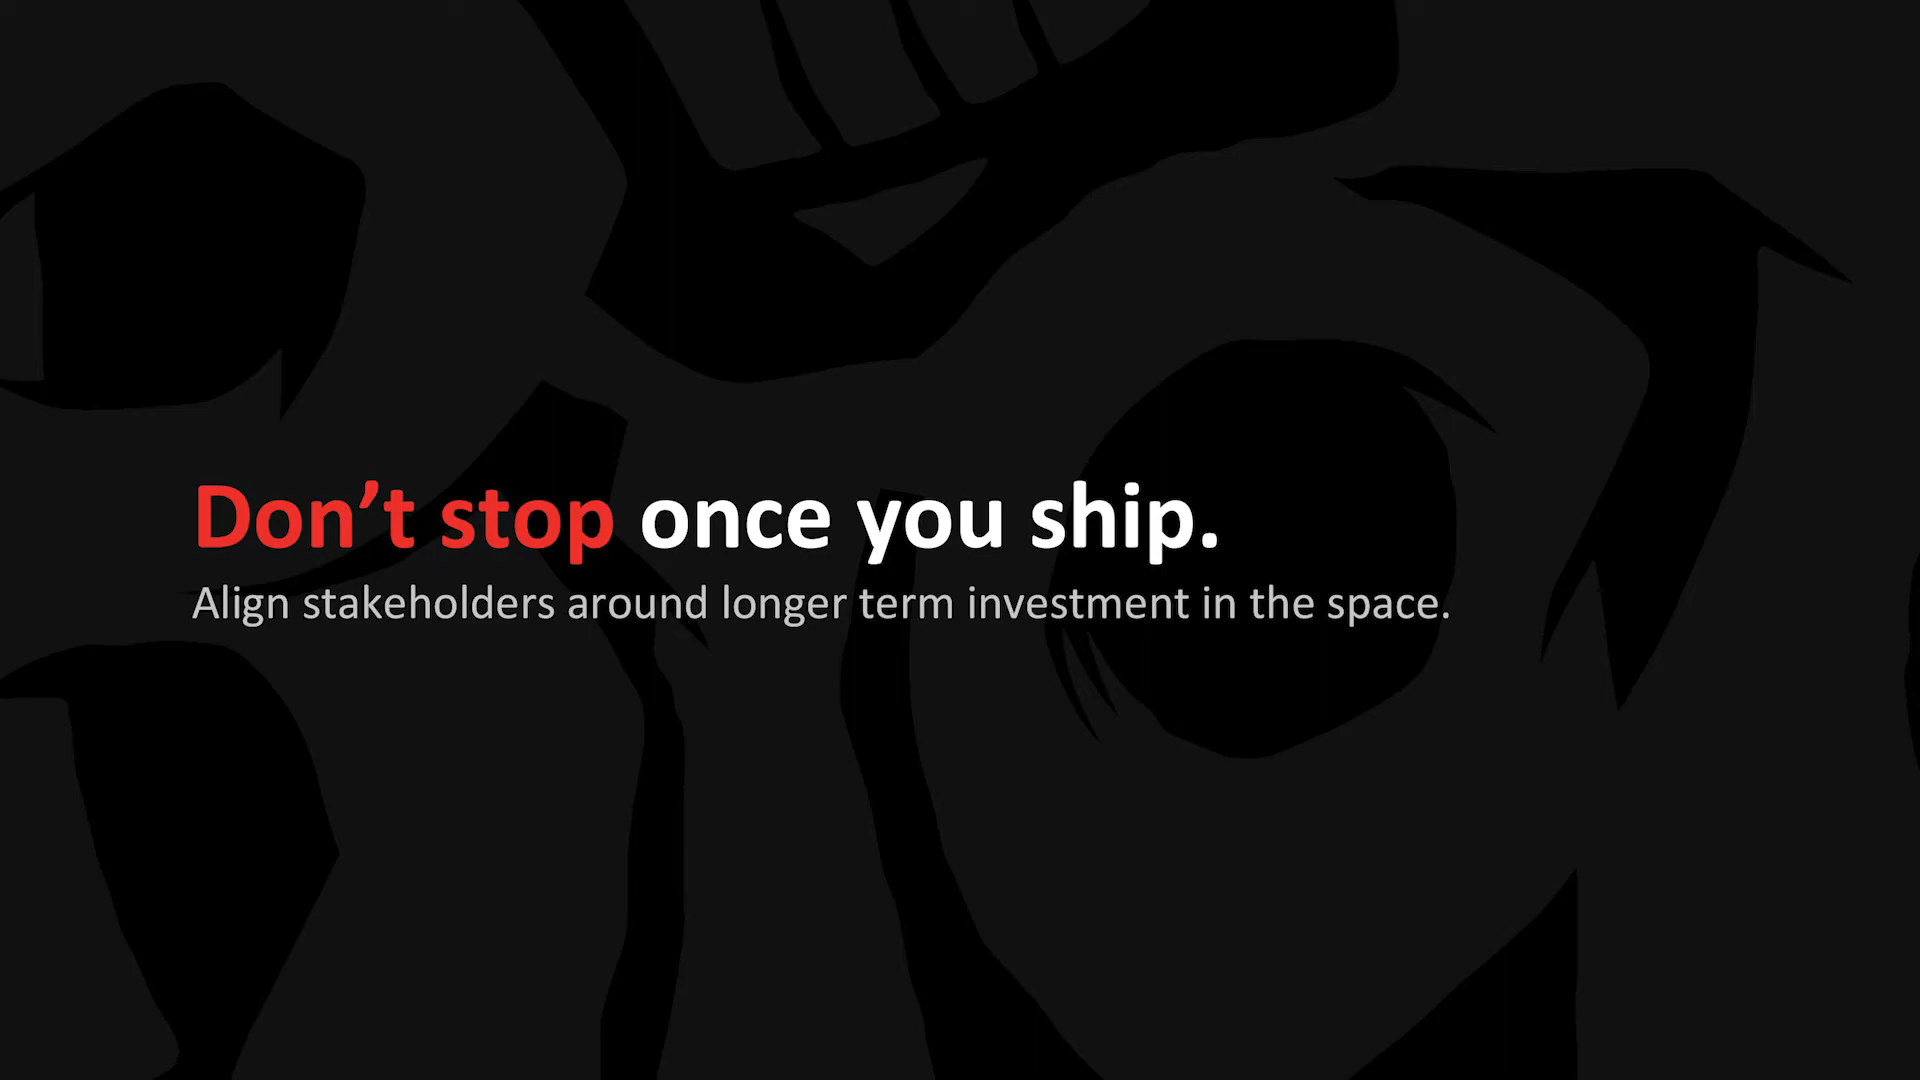 Don’t stop once you ship.
Align stakeholders around longer term investment in the space.